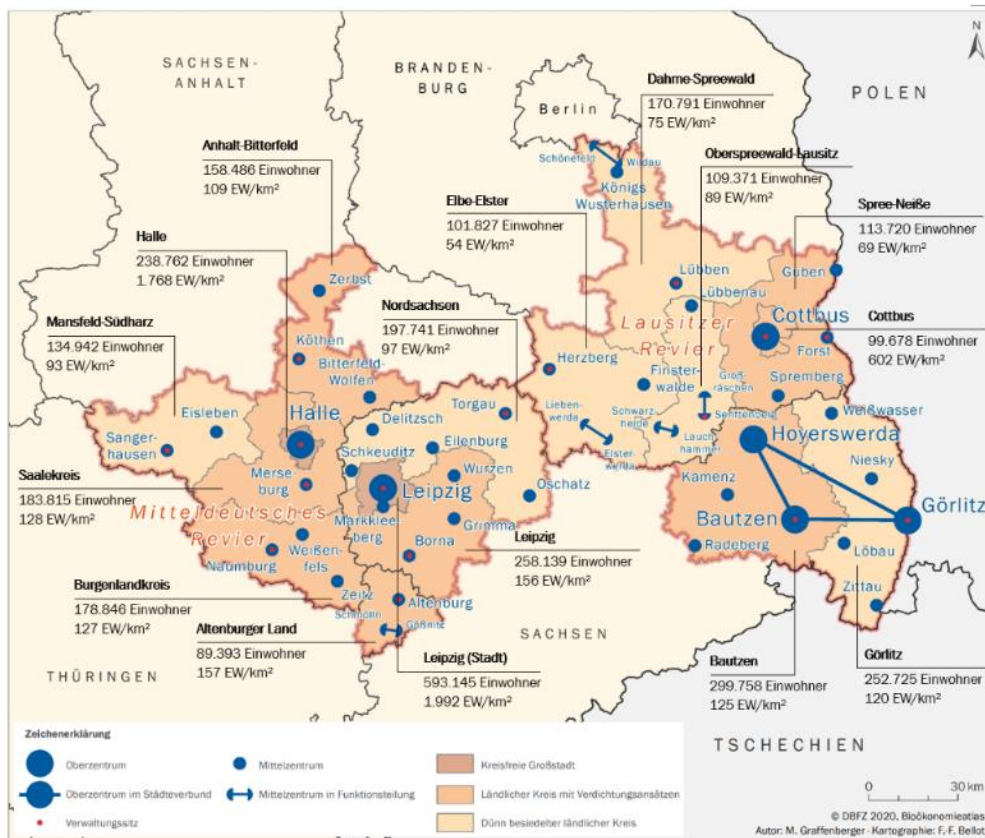 SACHSEN-
ANHALT
BRANDEN-
BURG
Berlin
POLEN
N
Dahme-Spreewald
170.791 Einwohner
75 EW/km²
Anhalt-Bitterfeld
158.486 Einwohner
109 EW/km²
Oberspreewald-Lausitz
109.371 Einwohner
89 EW/km²
Schönefeld
Wildau
Königs
Wusterhausen
Elbe-Elster
101.827 Einwohner
54 EW/km²
Spree-Neiße
113.720 Einwohner
69 EW/km²
Halle
238.762 Einwohner
1.768 EW/km²
Zerbst
Lübben
Lübbenau
Guben
Nordsachsen
197.741 Einwohner
97 EW/km²
Mansfeld-Südharz
134.942 Einwohner
93 EW/km²
Lausitzer
Revier
Cottbus
Cottbus
99.678 Einwohner
602 EW/km²
Köthen
Bitterfeld-
Wolfen
Herzberg
Finster-
walde
Groß-
räschen
Forst
Spremberg
Eisleben
Sanger-
hausen
Halle
Delitzsch
Torgau
Lieben-
werda
Elster-
werda
Schwarz-
heide
Lauch-
hammer
Senftenberg
Weißwasser
Hoyerswerda
Schkeuditz
Eilenburg
Wurzen
Oschatz
Niesky
Saalekreis
183.815 Einwohner
128 EW/km²
Merse-
burg
Leipzig
Kamenz
Görlitz
Mitteldeutsches
Revier
Markklee-
berg
Grimma
Bautzen
Naumburg
Weißen-
fels
Borna
Leipzig
258.139 Einwohner
156 EW/km²
Radeberg
Löbau
Burgenlandkreis
178.846 Einwohner
127 EW/km²
Zeitz
Altenburg
Zittau
Schmölln
Gößnitz
Altenburger Land
89.393 Einwohner
157 EW/km²
SACHSEN
THÜRINGEN
Leipzig (Stadt)
593.145 Einwohner
1.992 EW/km²
Bautzen
299.758 Einwohner
125 EW/km²
Görlitz
252.725 Einwohner
120 EW/km²
TSCHECHIEN
Zeichenerklärung
Oberzentrum
Mittelzentrum
Kreisfreie Großstadt
Oberzentrum im Städteverbund
Mittelzentrum in Funktionsteilung
Ländlicher Kreis mit Verdichtungsansätzen
Verwaltungssitz
Dünn besiedelter ländlicher Kreis
0 30 km
© DBFZ 2020, Bioökonomieatlas
Autor: M. Graffenberger - Kartographie: F.-F. Bellot